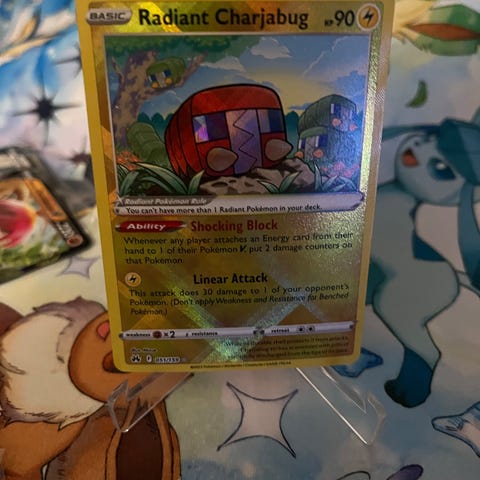 BASIC Radiant Charjabug HP 90
Radiant Pokémon Rule
You can't have more than 1 Radiant Pokémon in your deck.
Ability Shocking Block
Whenever any player attaches an Energy card from their
hand to 1 of their Pokémon V, put 2 damage counters on
that Pokémon.
Linear Attack
This attack does 30 damage to 1 of your opponent's
Pokémon. (Don't apply Weakness and Resistance for Benched
Pokémon.)
weakness ×2 resistance retreat
051/159